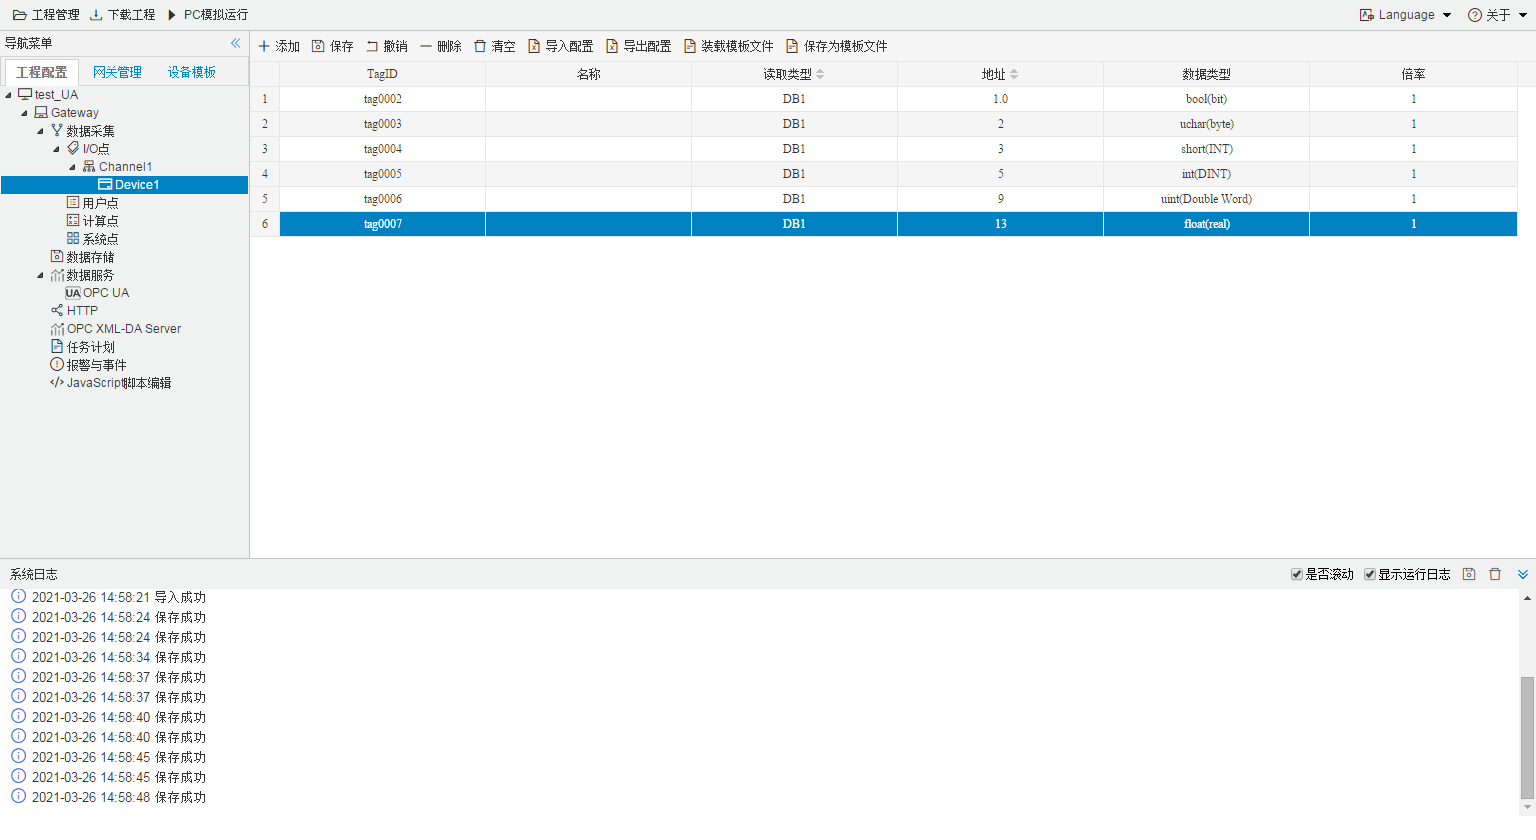 工程管理 下载工程 PC模拟运行 Language 关于
导航菜单
工程配置 网关管理 设备模板
test_UA
Gateway
数据采集
I/O点
Channel1
Device1
用户点
计算点
系统点
数据存储
数据服务
UA OPC UA
HTTP
OPC XML-DA Server
任务计划
报警与事件
JavaScript脚本编辑
添加 保存 撤销 删除 清空 导入配置 导出配置 装载模板文件 保存为模板文件
TagID 名称 读取类型 地址 数据类型 倍率
1 tag0002 DB1 1.0 bool(bit) 1
2 tag0003 DB1 2 uchar(byte) 1
3 tag0004 DB1 3 short(INT) 1
4 tag0005 DB1 5 int(DINT) 1
5 tag0006 DB1 9 uint(Double Word) 1
6 tag0007 DB1 13 float(real) 1
系统日志 是否滚动 显示运行日志
2021-03-26 14:58:21 导入成功
2021-03-26 14:58:24 保存成功
2021-03-26 14:58:24 保存成功
2021-03-26 14:58:34 保存成功
2021-03-26 14:58:37 保存成功
2021-03-26 14:58:37 保存成功
2021-03-26 14:58:40 保存成功
2021-03-26 14:58:40 保存成功
2021-03-26 14:58:45 保存成功
2021-03-26 14:58:45 保存成功
2021-03-26 14:58:48 保存成功